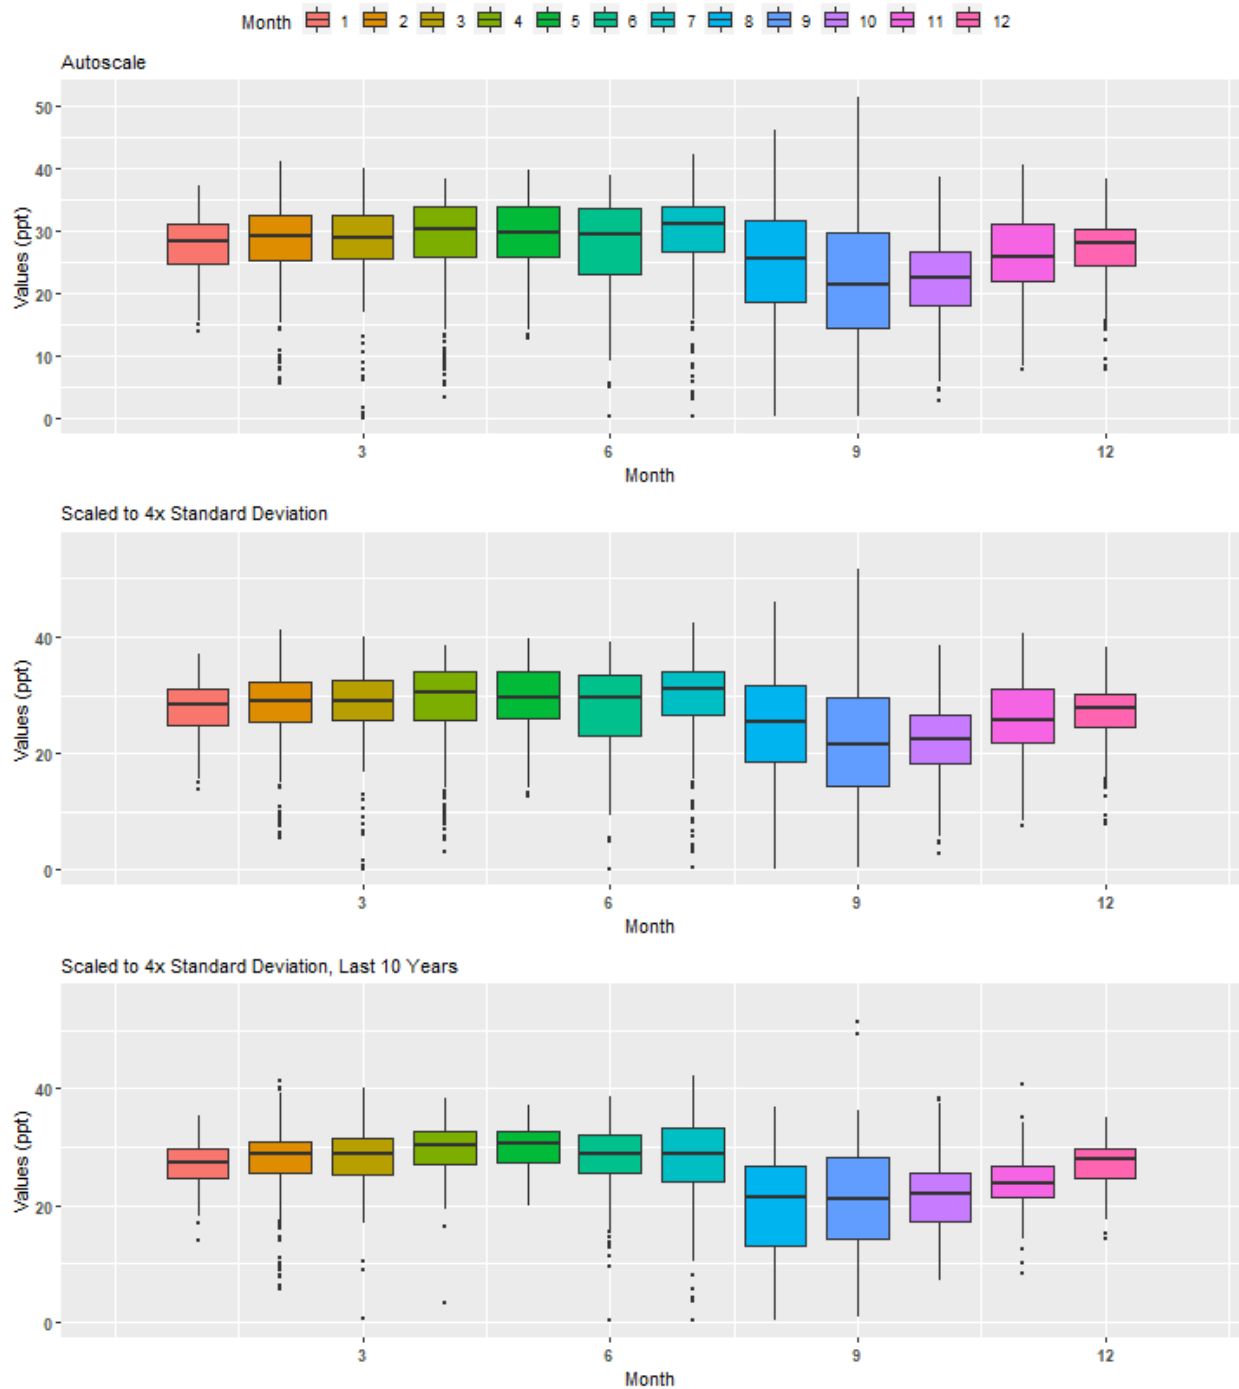 Month 1 2 3 4 5 6 7 8 9 10 11 12
Autoscale
Values (ppt)
50
40
30
20
10
0
3 6 9 12
Month
Scaled to 4x Standard Deviation
Values (ppt)
40
20
0
3 6 9 12
Month
Scaled to 4x Standard Deviation, Last 10 Years
Values (ppt)
40
20
0
3 6 9 12
Month